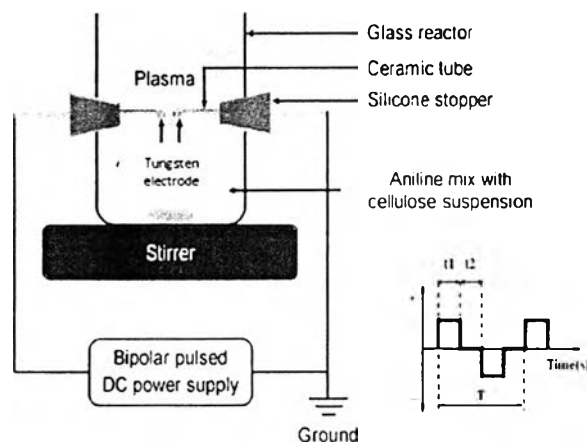 Glass reactor
Plasma
Ceramic tube
Silicone stopper
Tungsten
electrode
Aniline mix with
cellulose suspension
Stirrer
t1 t2
Time(s)
T
Bipolar pulsed
DC power supply
Ground